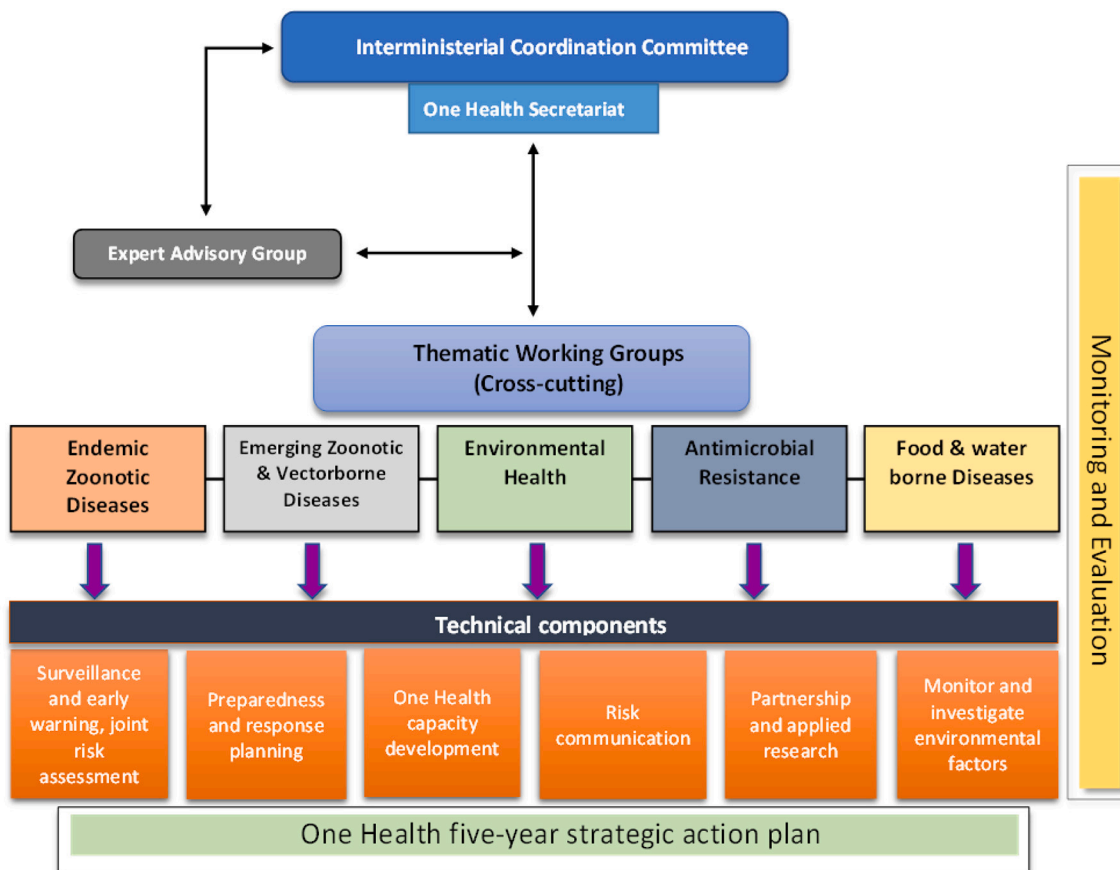 Interministerial Coordination Committee
One Health Secretariat
Expert Advisory Group
Thematic Working Groups
(Cross-cutting)
Endemic
Zoonotic
Diseases
Emerging Zoonotic
& Vectorborne
Diseases
Environmental
Health
Antimicrobial
Resistance
Food & water
borne Diseases
Technical components
Surveillance
and early
warning, joint
risk
assessment
Preparedness
and response
planning
One Health
capacity
development
Risk
communication
Partnership
and applied
research
Monitor and
investigate
environmental
factors
One Health five-year strategic action plan
Monitoring and Evaluation